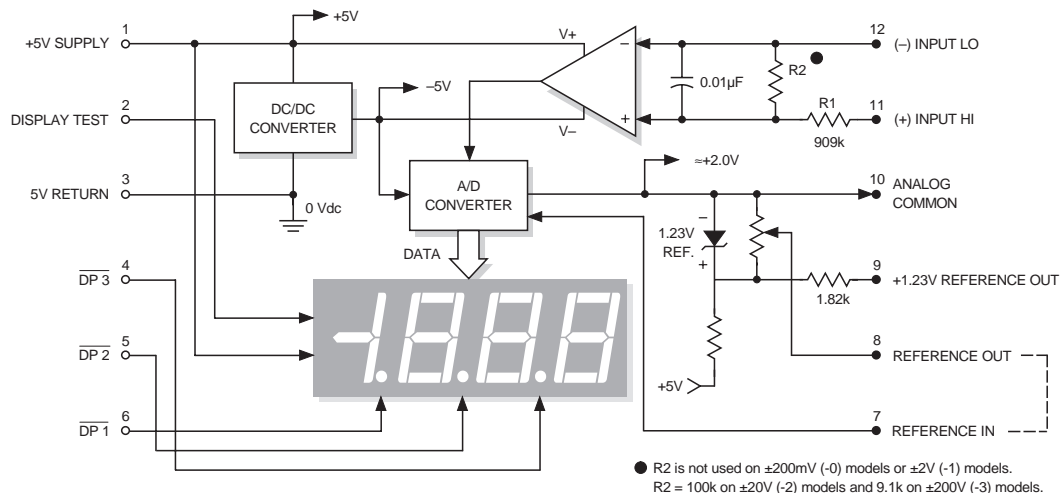 +5V SUPPLY
1
+5V
DISPLAY TEST
2
5V RETURN
3
0 Vdc
DC/DC
CONVERTER
–5V
V+
V–
–
+
0.01µF
R2
R1
909k
12
(–) INPUT LO
11
(+) INPUT HI
A/D
CONVERTER
≈+2.0V
10
ANALOG
COMMON
DATA
–
1.23V
REF.
+
9
+1.23V REFERENCE OUT
1.82k
+5V
8
REFERENCE OUT
7
REFERENCE IN
DP 3
4
DP 2
5
DP 1
6
-1.8.8.8
● R2 is not used on ±200mV (-0) models or ±2V (-1) models.
R2 = 100k on ±20V (-2) models and 9.1k on ±200V (-3) models.